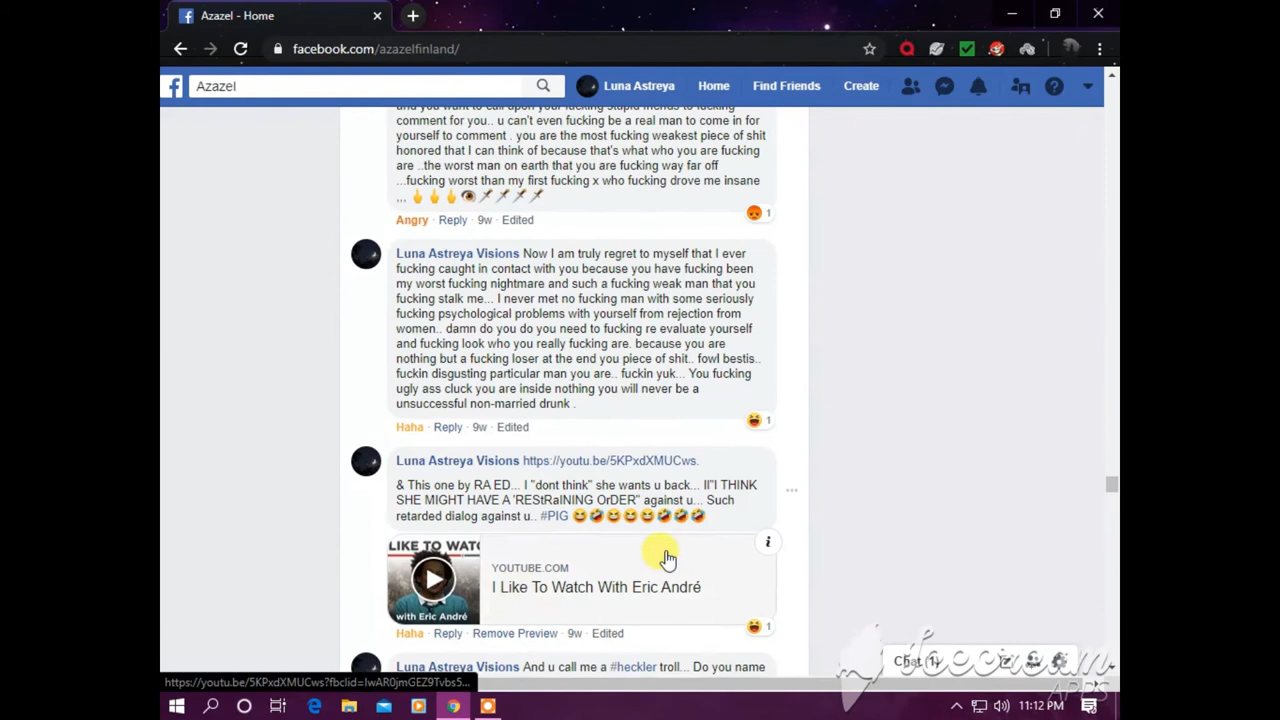 Azazel - Home
facebook.com/azazelfinland/
Azazel
Luna Astreya
Home
Find Friends
Create
and you want to call upon your fucking stupid friends to fucking
comment for you.. u can't even fucking be a real man to come in for
yourself to comment . you are the most fucking weakest piece of shit
honored that I can think of because that's what who you are fucking
are ..the worst man on earth that you are fucking way far off
...fucking worst than my first fucking x who fucking drove me insane
,,, 🖕🖕🖕👁🗡🗡🗡🗡
Angry · Reply · 9w · Edited
😡 1
Luna Astreya Visions Now I am truly regret to myself that I ever
fucking caught in contact with you because you have fucking been
my worst fucking nightmare and such a fucking weak man that you
fucking stalk me... I never met no fucking man with some seriously
fucking psychological problems with yourself from rejection from
women.. damn do you do you need to fucking re evaluate yourself
and fucking look who you really fucking are. because you are
nothing but a fucking loser at the end you piece of shit.. fowl bestis..
fuckin disgusting particular man you are.. fuckin yuk... You fucking
ugly ass cluck you are inside nothing you will never be a
unsuccessful non-married drunk .
😆 1
Haha · Reply · 9w · Edited
Luna Astreya Visions https://youtu.be/5KPxdXMUCws.
& This one by RA ED... I "dont think" she wants u back... II"I THINK
SHE MIGHT HAVE A 'REStRaINING OrDER" against u... Such
retarded dialog against u.. #PIG 😆🤣😆😆😆🤣🤣🤣
LIKE TO WATC
with Eric André
YOUTUBE.COM
I Like To Watch With Eric André
😆 1
Haha · Reply · Remove Preview · 9w · Edited
Luna Astreya Visions And u call me a #heckler troll... Do you name
Chat (1)
https://youtu.be/5KPxdXMUCws?fbclid=IwAR0jmGEZ9Tvbs5...
Icecream
APPS
11:12 PM